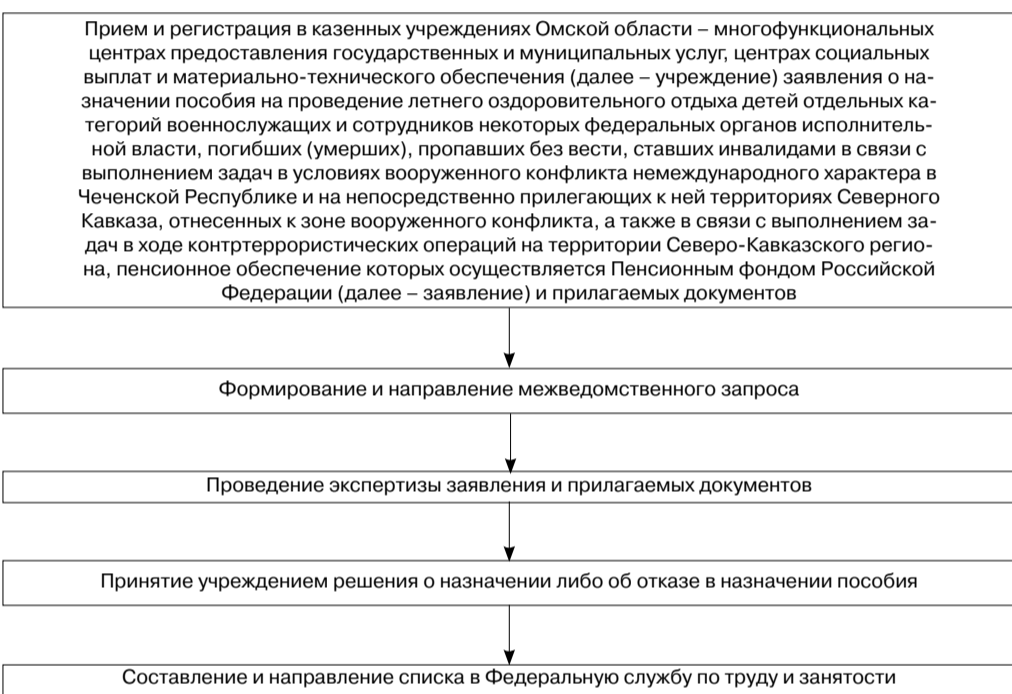 Прием и регистрация в казенных учреждениях Омской области – многофункциональных
центрах предоставления государственных и муниципальных услуг, центрах социальных
выплат и материально-технического обеспечения (далее – учреждение) заявления о на-
значении пособия на проведение летнего оздоровительного отдыха детей отдельных ка-
тегорий военнослужащих и сотрудников некоторых федеральных органов исполнитель-
ной власти, погибших (умерших), пропавших без вести, ставших инвалидами в связи с
выполнением задач в условиях вооруженного конфликта немеждународного характера в
Чеченской Республике и на непосредственно прилегающих к ней территориях Северного
Кавказа, отнесенных к зоне вооруженного конфликта, а также в связи с выполнением за-
дач в ходе контртеррористических операций на территории Северо-Кавказского регио-
на, пенсионное обеспечение которых осуществляется Пенсионным фондом Российской
Федерации (далее – заявление) и прилагаемых документов
Формирование и направление межведомственного запроса
Проведение экспертизы заявления и прилагаемых документов
Принятие учреждением решения о назначении либо об отказе в назначении пособия
Составление и направление списка в Федеральную службу по труду и занятости